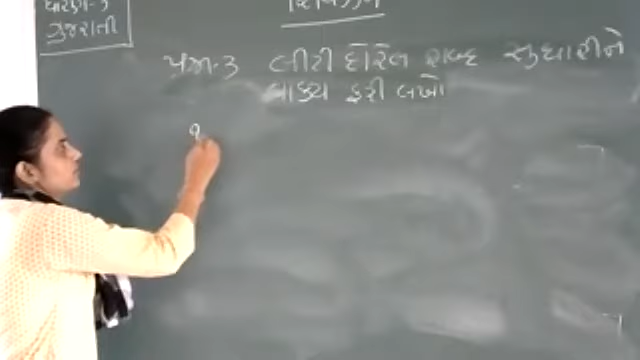 ધોરણ-૩
ગુજરાતી
પ્રશ્ન-૩ લીટી દોરેલ શબ્દ સુધારીને
વાક્ય ફરી લખો
૧